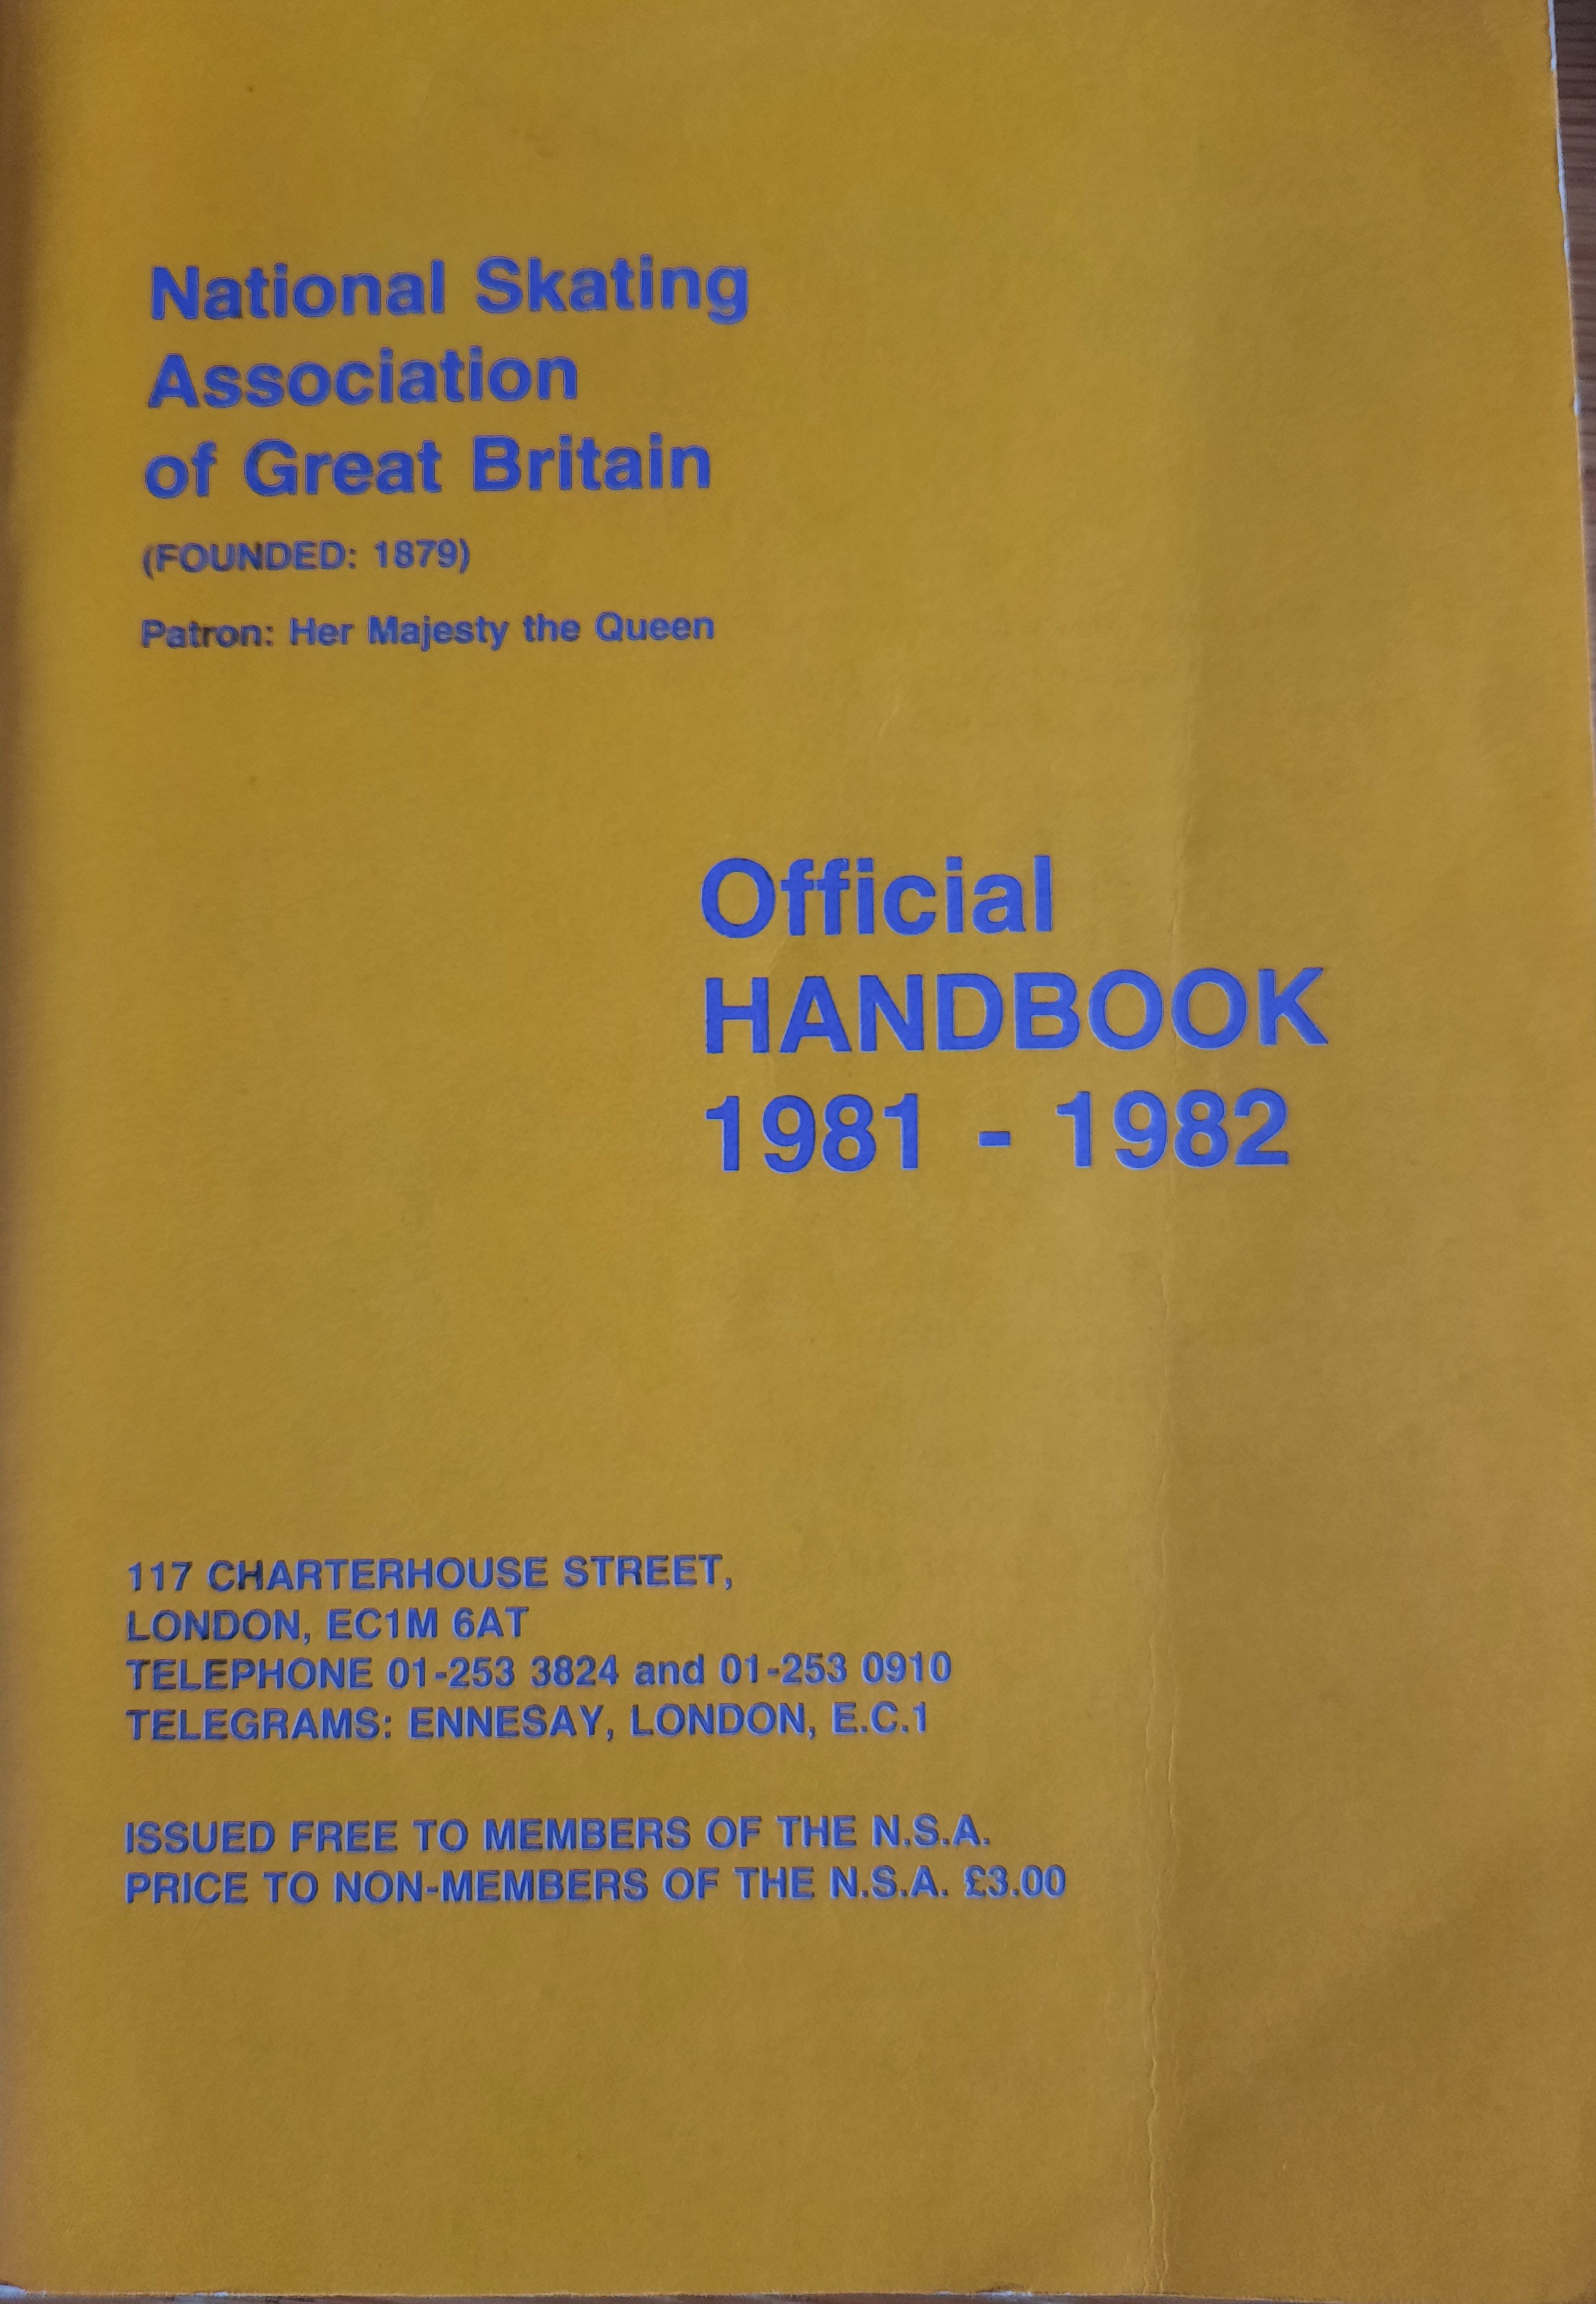 National Skating
Association
of Great Britain
(FOUNDED: 1879)
Patron: Her Majesty the Queen
Official
HANDBOOK
1981 - 1982
117 CHARTERHOUSE STREET,
LONDON, EC1M 6AT
TELEPHONE 01-253 3824 and 01-253 0910
TELEGRAMS: ENNESAY, LONDON, E.C.1
ISSUED FREE TO MEMBERS OF THE N.S.A.
PRICE TO NON-MEMBERS OF THE N.S.A. £3.00